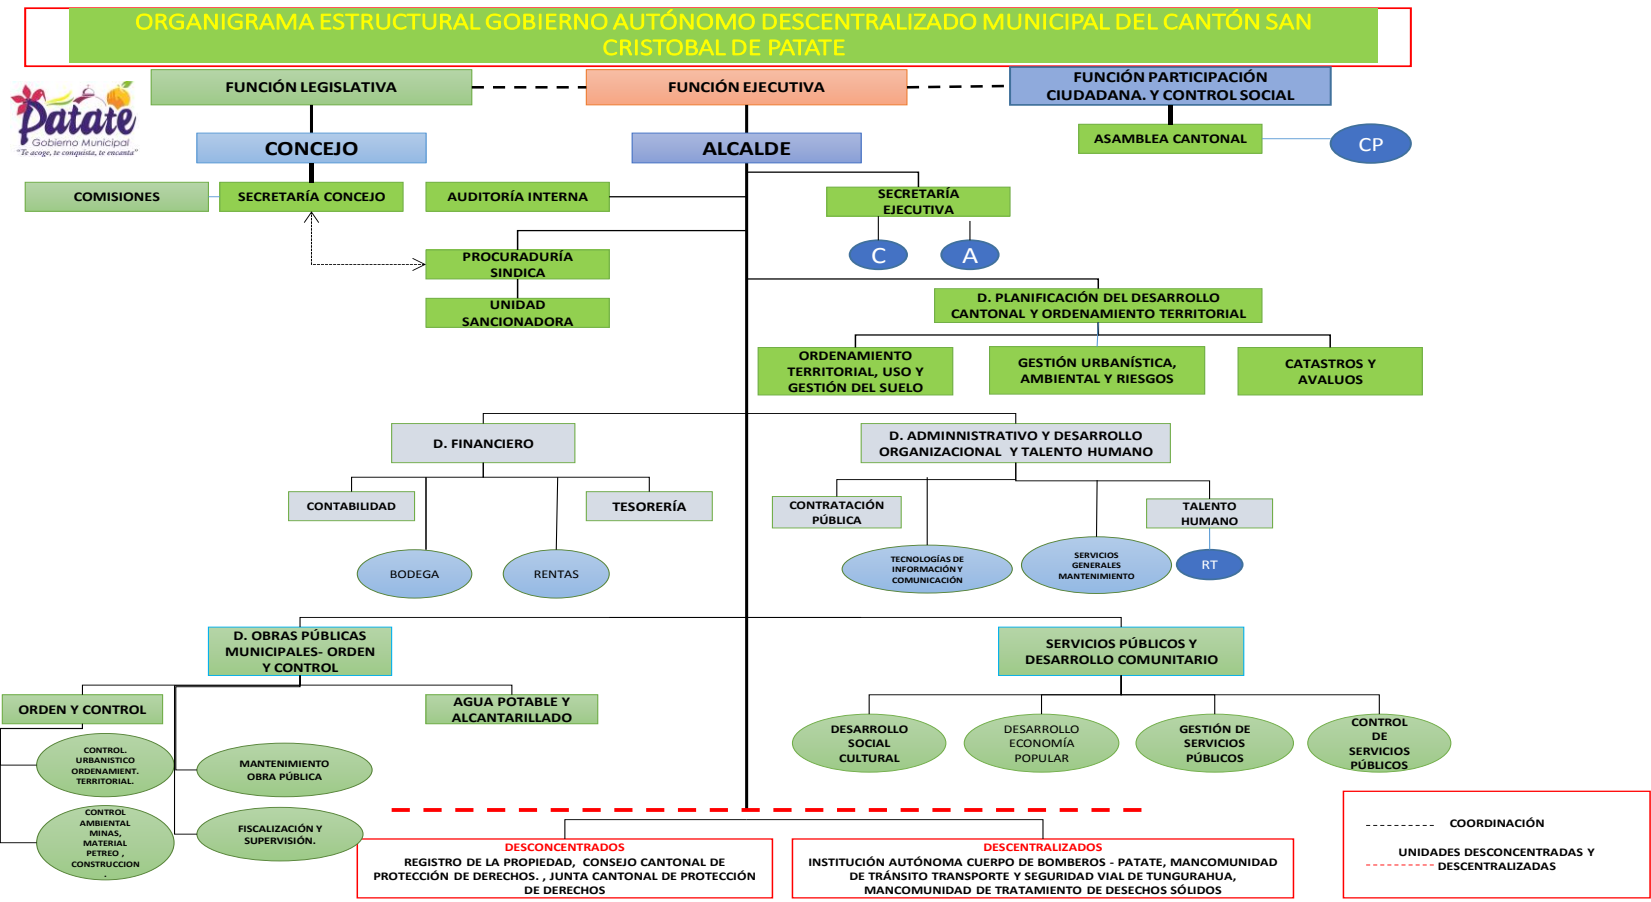 ORGANIGRAMA ESTRUCTURAL GOBIERNO AUTÓNOMO DESCENTRALIZADO MUNICIPAL DEL CANTÓN SAN
CRISTOBAL DE PATATE
Patate
Gobierno Municipal
"Te acoge, te conquista, te encanta"
FUNCIÓN LEGISLATIVA
FUNCIÓN EJECUTIVA
FUNCIÓN PARTICIPACIÓN
CIUDADANA. Y CONTROL SOCIAL
CONCEJO
ALCALDE
ASAMBLEA CANTONAL
CP
COMISIONES
SECRETARÍA CONCEJO
AUDITORÍA INTERNA
SECRETARÍA
EJECUTIVA
C
A
PROCURADURÍA
SINDICA
UNIDAD
SANCIONADORA
D. PLANIFICACIÓN DEL DESARROLLO
CANTONAL Y ORDENAMIENTO TERRITORIAL
ORDENAMIENTO
TERRITORIAL, USO Y
GESTIÓN DEL SUELO
GESTIÓN URBANÍSTICA,
AMBIENTAL Y RIESGOS
CATASTROS Y
AVALUOS
D. FINANCIERO
D. ADMINNISTRATIVO Y DESARROLLO
ORGANIZACIONAL Y TALENTO HUMANO
CONTABILIDAD
TESORERÍA
CONTRATACIÓN
PÚBLICA
TALENTO
HUMANO
BODEGA
RENTAS
TECNOLOGÍAS DE
INFORMACIÓN Y
COMUNICACIÓN
SERVICIOS
GENERALES
MANTENIMIENTO
RT
D. OBRAS PÚBLICAS
MUNICIPALES- ORDEN
Y CONTROL
SERVICIOS PÚBLICOS Y
DESARROLLO COMUNITARIO
ORDEN Y CONTROL
AGUA POTABLE Y
ALCANTARILLADO
CONTROL.
URBANISTICO
ORDENAMIENT.
TERRITORIAL.
MANTENIMIENTO
OBRA PÚBLICA
DESARROLLO
SOCIAL
CULTURAL
DESARROLLO
ECONOMÍA
POPULAR
GESTIÓN DE
SERVICIOS
PÚBLICOS
CONTROL
DE
SERVICIOS
PÚBLICOS
CONTROL
AMBIENTAL
MINAS,
MATERIAL
PETREO ,
CONSTRUCCION
.
FISCALIZACIÓN Y
SUPERVISIÓN.
DESCONCENTRADOS
REGISTRO DE LA PROPIEDAD, CONSEJO CANTONAL DE
PROTECCIÓN DE DERECHOS. , JUNTA CANTONAL DE PROTECCIÓN
DE DERECHOS
DESCENTRALIZADOS
INSTITUCIÓN AUTÓNOMA CUERPO DE BOMBEROS - PATATE, MANCOMUNIDAD
DE TRÁNSITO TRANSPORTE Y SEGURIDAD VIAL DE TUNGURAHUA,
MANCOMUNIDAD DE TRATAMIENTO DE DESECHOS SÓLIDOS
COORDINACIÓN
UNIDADES DESCONCENTRADAS Y
DESCENTRALIZADAS